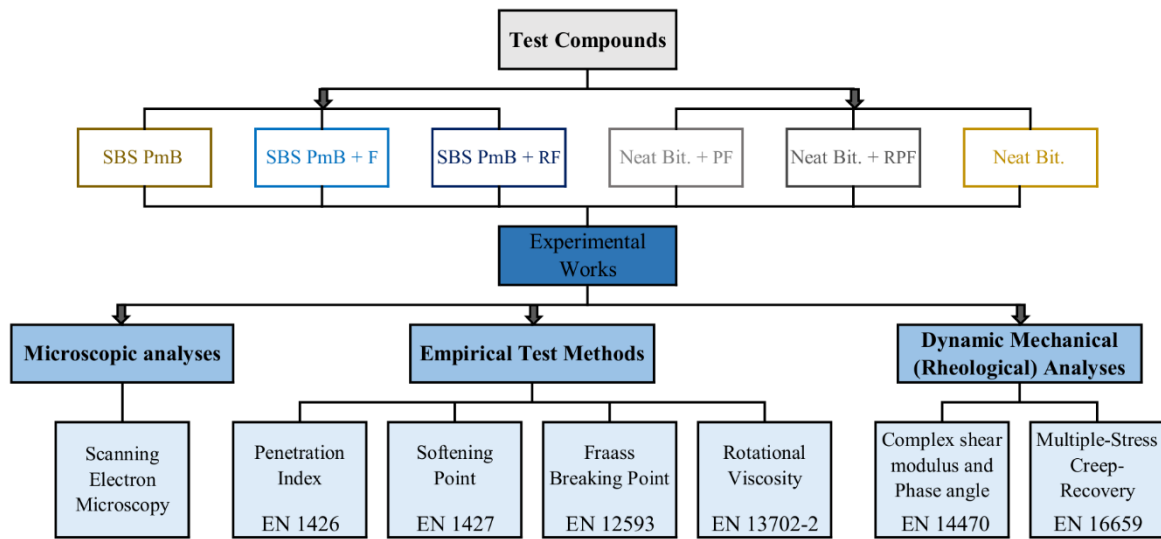 Test Compounds
SBS PmB
SBS PmB + F
SBS PmB + RF
Neat Bit. + PF
Neat Bit. + RPF
Neat Bit.
Experimental
Works
Microscopic analyses
Empirical Test Methods
Dynamic Mechanical
(Rheological) Analyses
Scanning
Electron
Microscopy
Penetration
Index
EN 1426
Softening
Point
EN 1427
Fraass
Breaking Point
EN 12593
Rotational
Viscosity
EN 13702-2
Complex shear
modulus and
Phase angle
EN 14470
Multiple-Stress
Creep-
Recovery
EN 16659